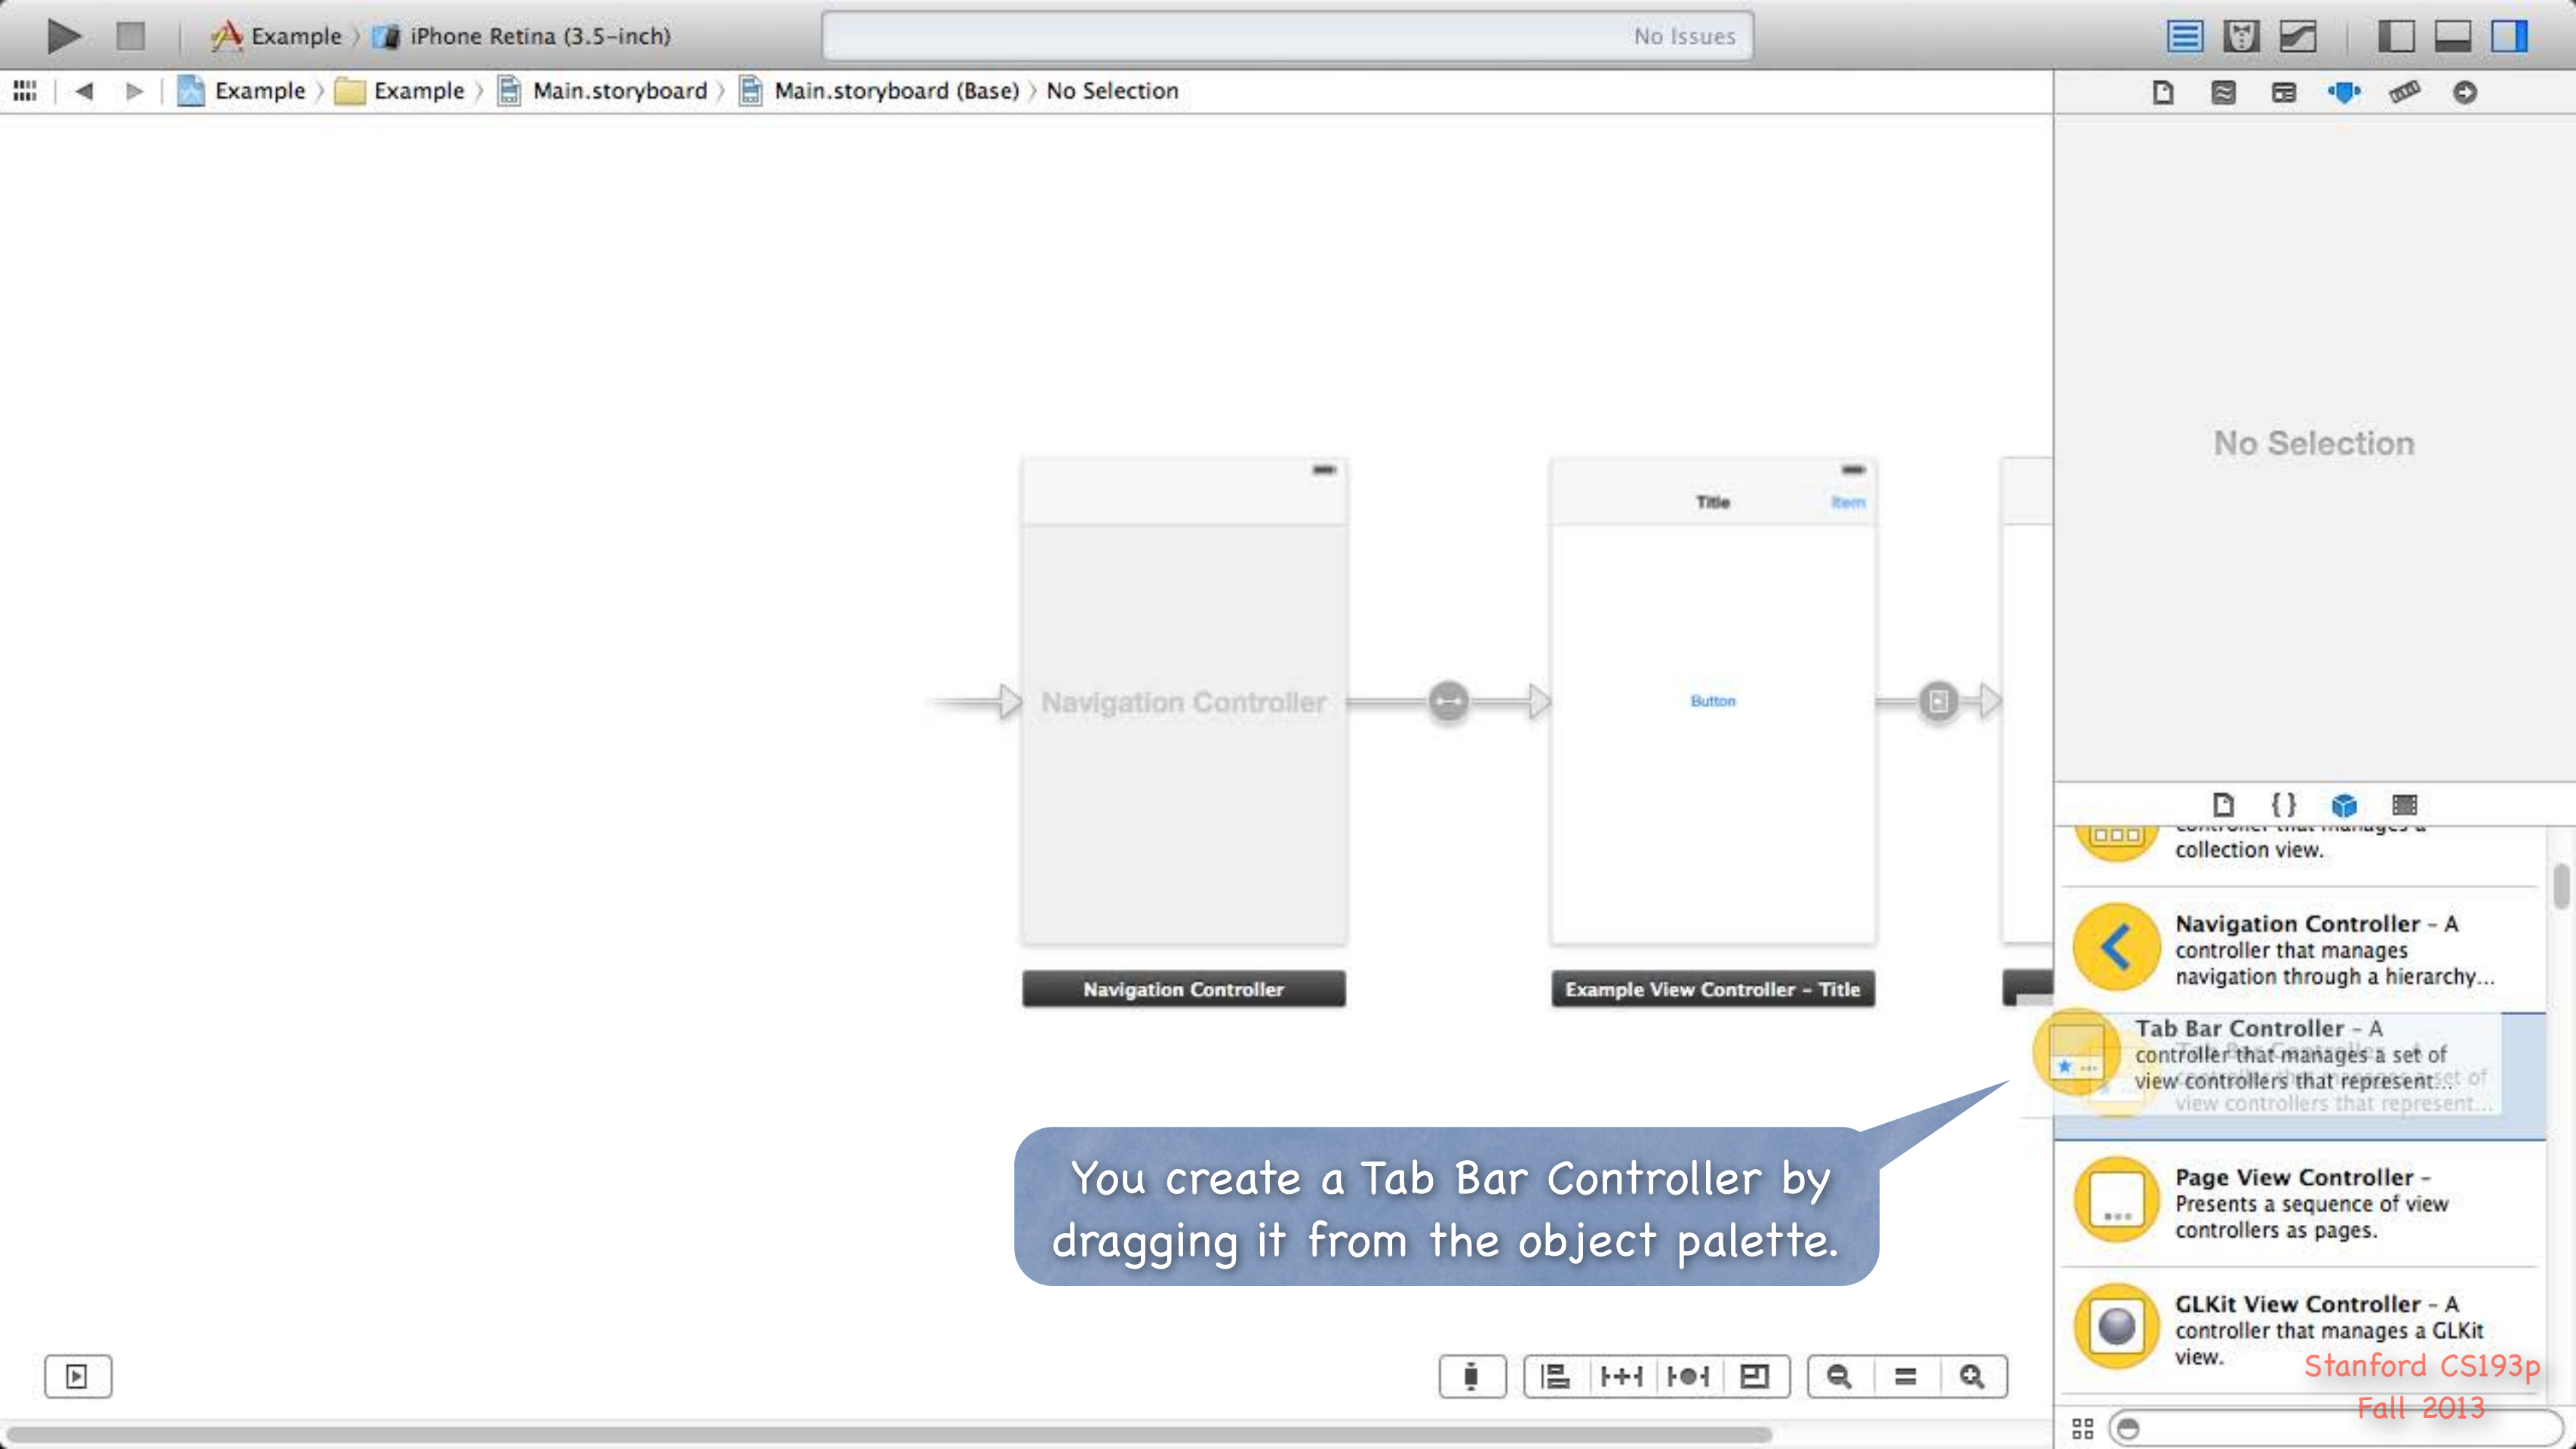 Example › iPhone Retina (3.5-inch)
No Issues
Example › Example › Main.storyboard › Main.storyboard (Base) › No Selection
No Selection
Title
Item
Navigation Controller
Button
Navigation Controller
Example View Controller - Title
collection view.
Navigation Controller - A
controller that manages
navigation through a hierarchy...
Tab Bar Controller - A
controller that manages a set of
view controllers that represent...
Page View Controller -
Presents a sequence of view
controllers as pages.
GLKit View Controller - A
controller that manages a GLKit
view.
You create a Tab Bar Controller by
dragging it from the object palette.
Stanford CS193p
Fall 2013